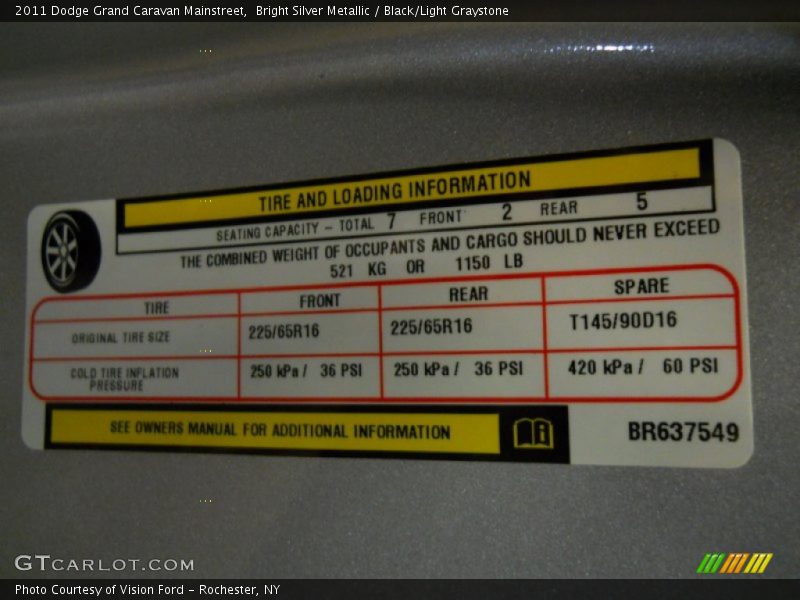 2011 Dodge Grand Caravan Mainstreet,  Bright Silver Metallic / Black/Light Graystone
TIRE AND LOADING INFORMATION
SEATING CAPACITY – TOTAL 7 FRONT 2 REAR 5
THE COMBINED WEIGHT OF OCCUPANTS AND CARGO SHOULD NEVER EXCEED
521 KG OR 1150 LB
TIRE FRONT REAR SPARE
ORIGINAL TIRE SIZE 225/65R16 225/65R16 T145/90D16
COLD TIRE INFLATION PRESSURE 250 kPa / 36 PSI 250 kPa / 36 PSI 420 kPa / 60 PSI
SEE OWNERS MANUAL FOR ADDITIONAL INFORMATION
BR637549
GTCARLOT.COM
Photo Courtesy of Vision Ford – Rochester, NY